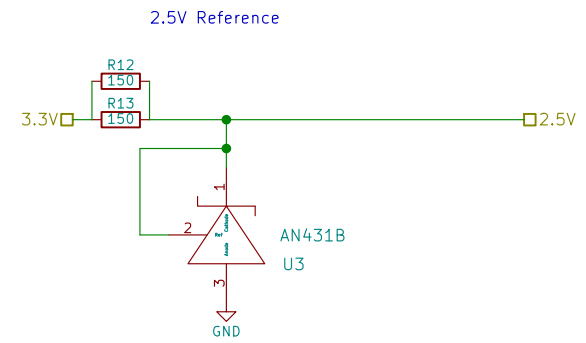 2.5V Reference
R12
150
R13
3.3V 150 2.5V
1
2 Ref Cathode
Anode
AN431B
U3
3
GND